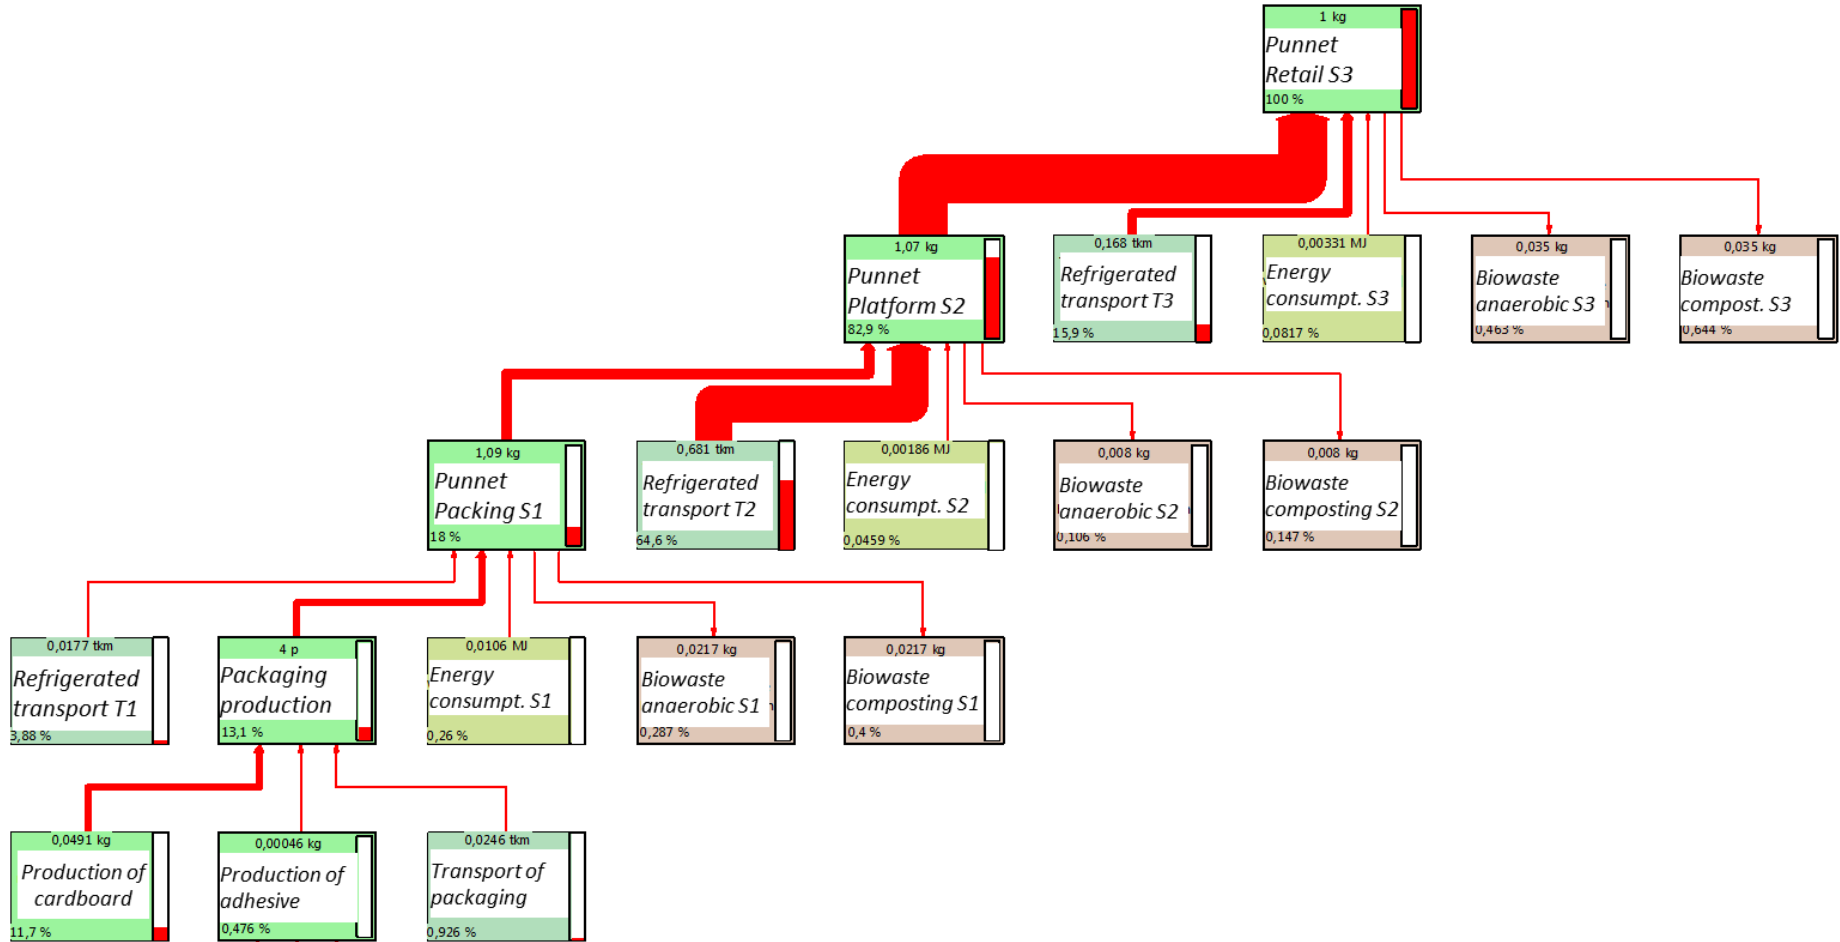 1 kg
Punnet
Retail S3
100 %
1,07 kg
Punnet
Platform S2
82,9 %
0,168 tkm
Refrigerated
transport T3
15,9 %
0,00331 MJ
Energy
consumpt. S3
0,0817 %
0,035 kg
Biowaste
anaerobic S3
0,463 %
0,035 kg
Biowaste
compost. S3
0,644 %
1,09 kg
Punnet
Packing S1
18 %
0,681 tkm
Refrigerated
transport T2
64,6 %
0,00186 MJ
Energy
consumpt. S2
0,0459 %
0,008 kg
Biowaste
anaerobic S2
0,106 %
0,008 kg
Biowaste
composting S2
0,147 %
0,0177 tkm
Refrigerated
transport T1
3,88 %
4 p
Packaging
production
13,1 %
0,0106 MJ
Energy
consumpt. S1
0,26 %
0,0217 kg
Biowaste
anaerobic S1
0,287 %
0,0217 kg
Biowaste
composting S1
0,4 %
0,0491 kg
Production of
cardboard
11,7 %
0,00046 kg
Production of
adhesive
0,476 %
0,0246 tkm
Transport of
packaging
0,926 %